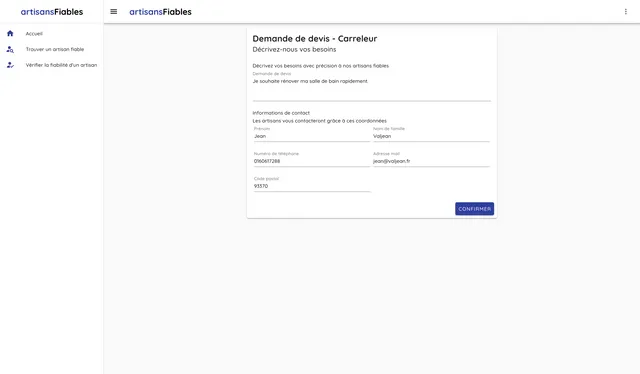 artisansFiables
Accueil
Trouver un artisan fiable
Vérifier la fiabilité d'un artisan
artisansFiables
Demande de devis - Carreleur
Décrivez-nous vos besoins
Décrivez vos besoins avec précision à nos artisans fiables
Demande de devis
Je souhaite rénover ma salle de bain rapidement.
Informations de contact
Les artisans vous contacteront grâce à ces coordonnées
Prénom
Nom de famille
Jean
Valjean
Numéro de téléphone
Adresse mail
0160617288
jean@valjean.fr
Code postal
93370
CONFIRMER